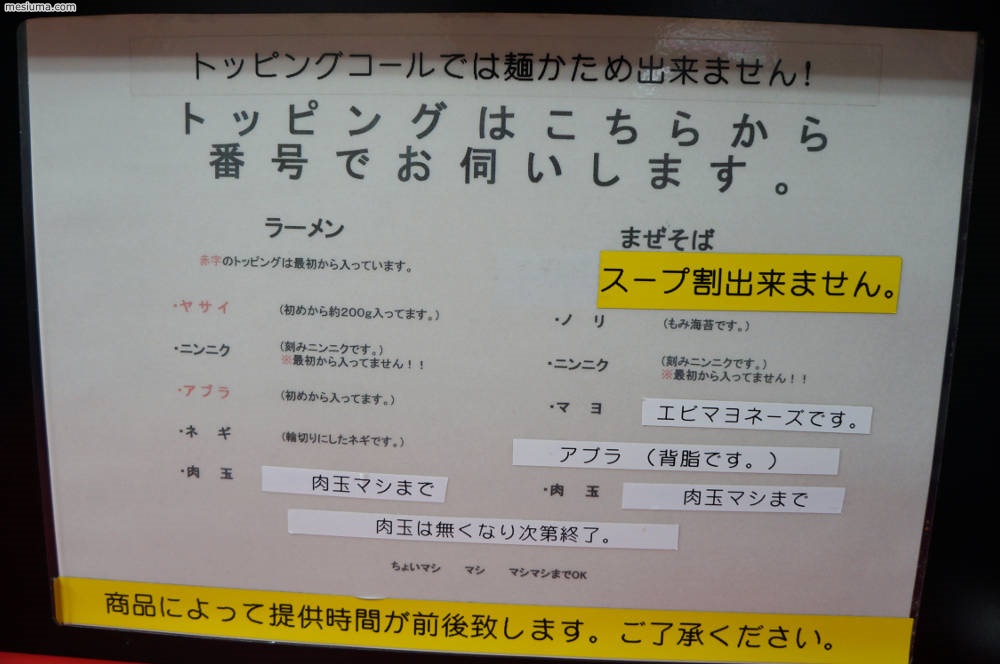 mesiuma.com
トッピングコールでは麺かため出来ません!
トッピングはこちらから
番号でお伺いします。
ラーメン
赤字のトッピングは最初から入っています。
・ヤサイ (初めから約200g入ってます。)
・ニンニク (刻みニンニクです。)
※最初から入ってません!!
・アブラ (初めから入ってます。)
・ネギ (輪切りにしたネギです。)
・肉玉 肉玉マシまで
まぜそば
スープ割出来ません。
・ノリ (もみ海苔です。)
・ニンニク (刻みニンニクです。)
※最初から入ってません!!
・マヨ エビマヨネーズです。
アブラ (背脂です。)
・肉玉 肉玉マシまで
肉玉は無くなり次第終了。
ちょいマシ マシ マシマシまでOK
商品によって提供時間が前後致します。ご了承ください。